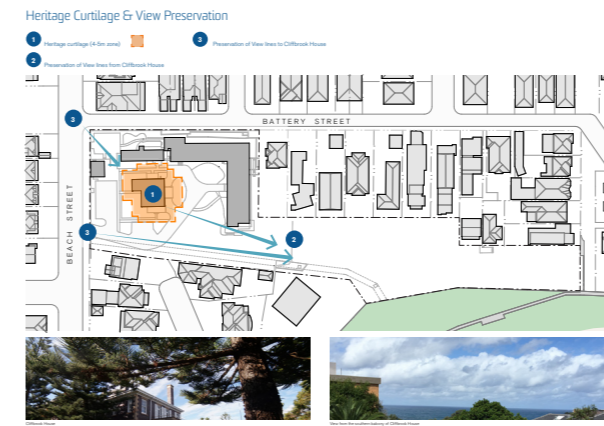 Heritage Curtilage & View Preservation
1 Heritage curtilage (4-5m zone)
3 Preservation of View lines to Cliffbrook House
2 Preservation of View lines from Cliffbrook House
3
BATTERY STREET
1
BEACH STREET
3
2
Cliffbrook House
View from the southern balcony of Cliffbrook House